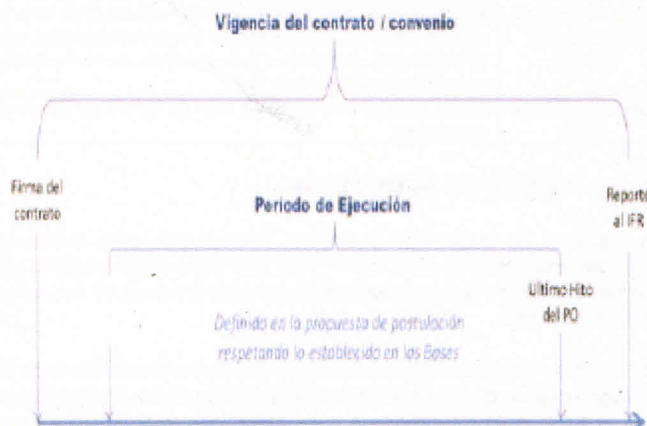 Vigencia del contrato / convenio
Firma del
contrato
Reporte
al IFR
Periodo de Ejecución
Ultimo Hito
del PO
Definido en la propuesta de postulación
respetando lo establecido en las Bases